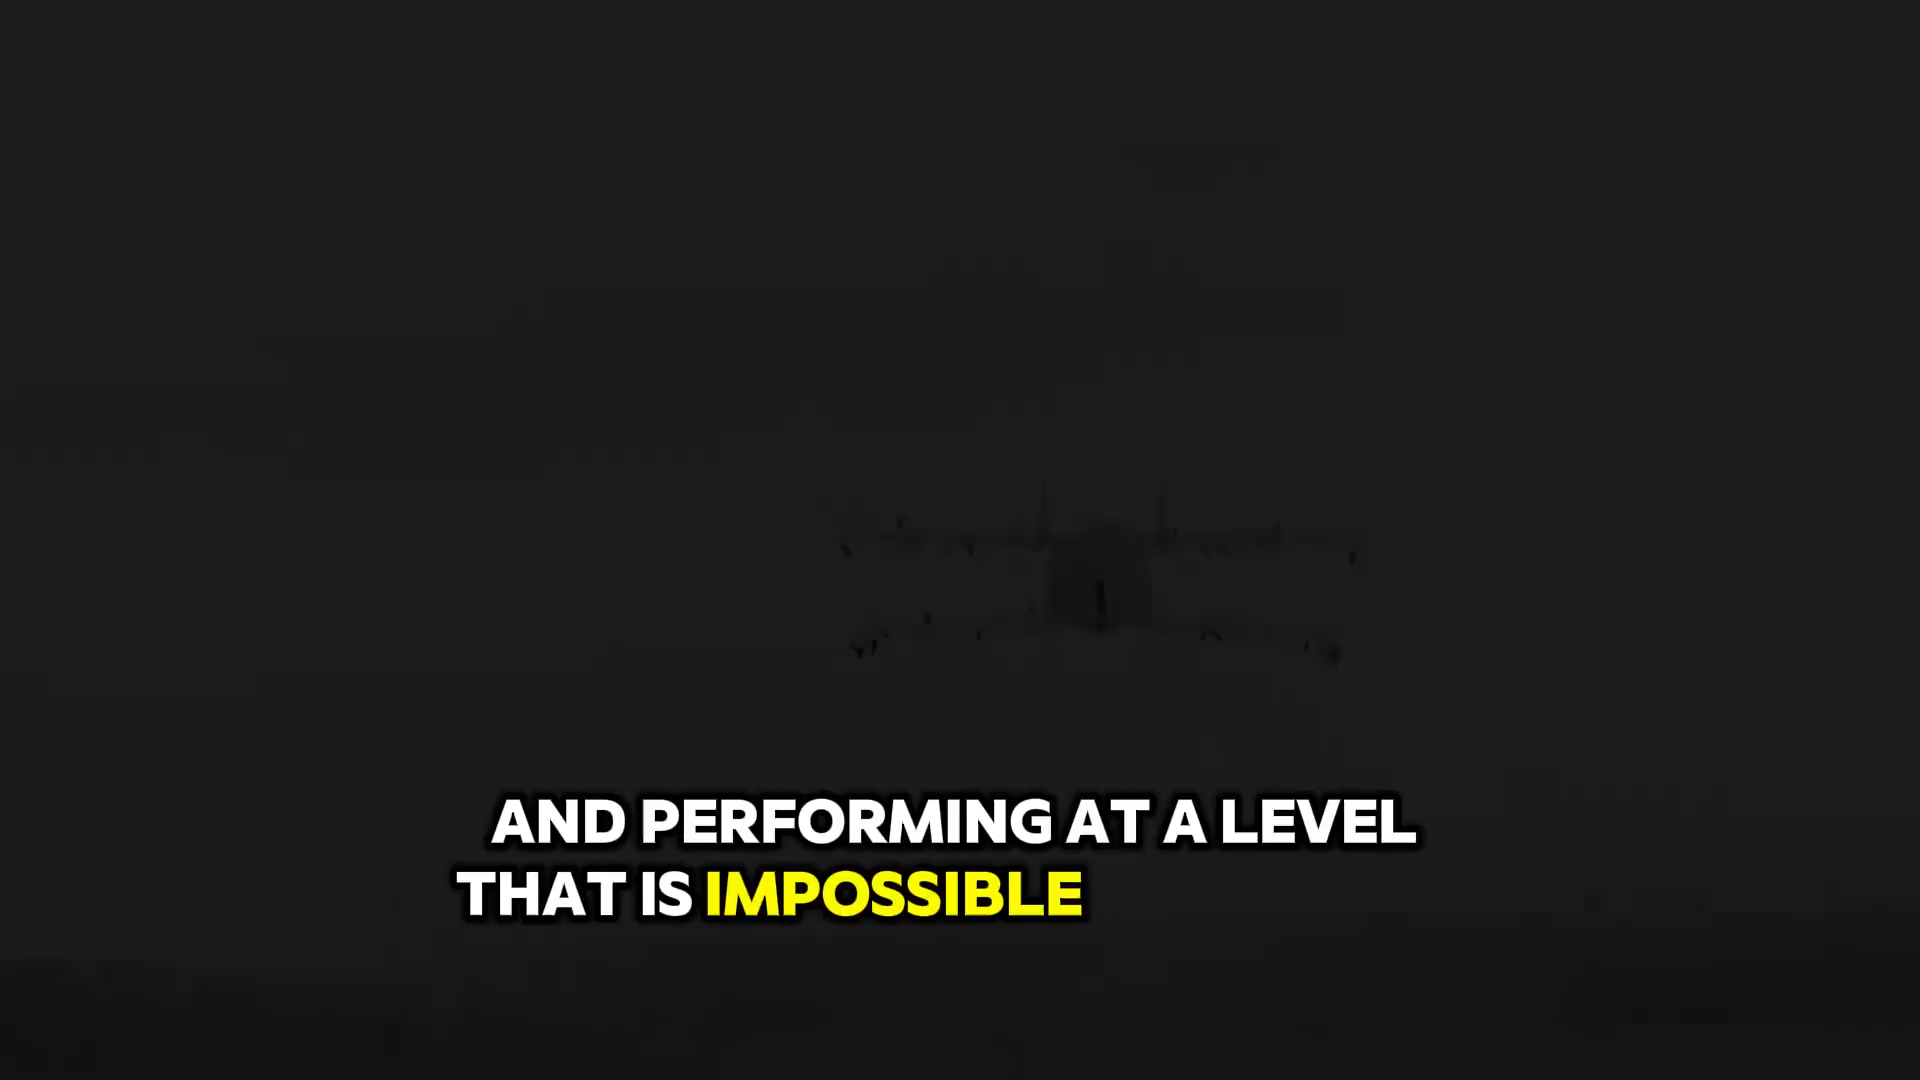 AND PERFORMING AT A LEVEL
THAT IS IMPOSSIBLE